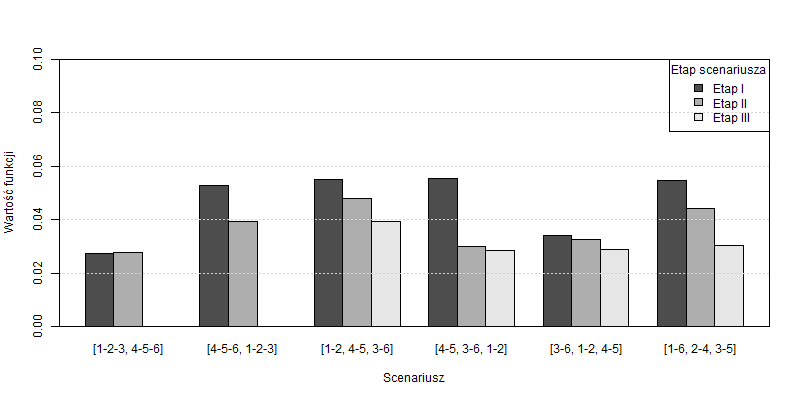 Etap scenariusza
Etap I
Etap II
Etap III
Wartość funkcji
0.10
0.08
0.06
0.04
0.02
0.00
[1-2-3, 4-5-6] [4-5-6, 1-2-3] [1-2, 4-5, 3-6] [4-5, 3-6, 1-2] [3-6, 1-2, 4-5] [1-6, 2-4, 3-5]
Scenariusz